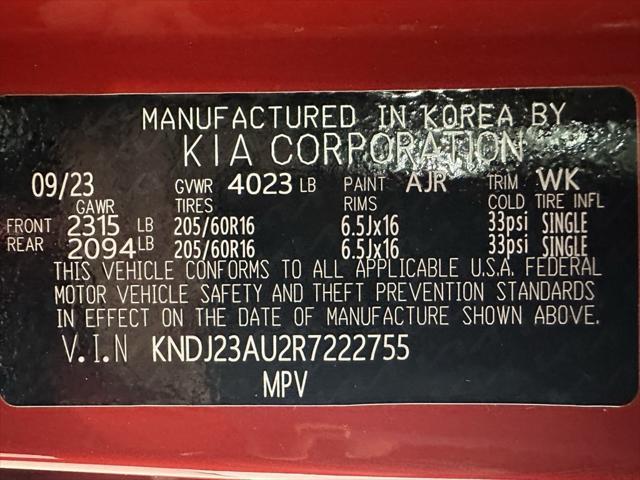 MANUFACTURED IN KOREA BY
KIA CORPORATION
09/23 GVWR 4023 LB PAINT AJR TRIM WK
GAWR TIRES RIMS COLD TIRE INFL
FRONT 2315 LB 205/60R16 6.5Jx16 33psi SINGLE
REAR 2094 LB 205/60R16 6.5Jx16 33psi SINGLE
THIS VEHICLE CONFORMS TO ALL APPLICABLE U.S.A. FEDERAL
MOTOR VEHICLE SAFETY AND THEFT PREVENTION STANDARDS
IN EFFECT ON THE DATE OF MANUFACTURE SHOWN ABOVE.
V.I.N KNDJ23AU2R7222755
MPV